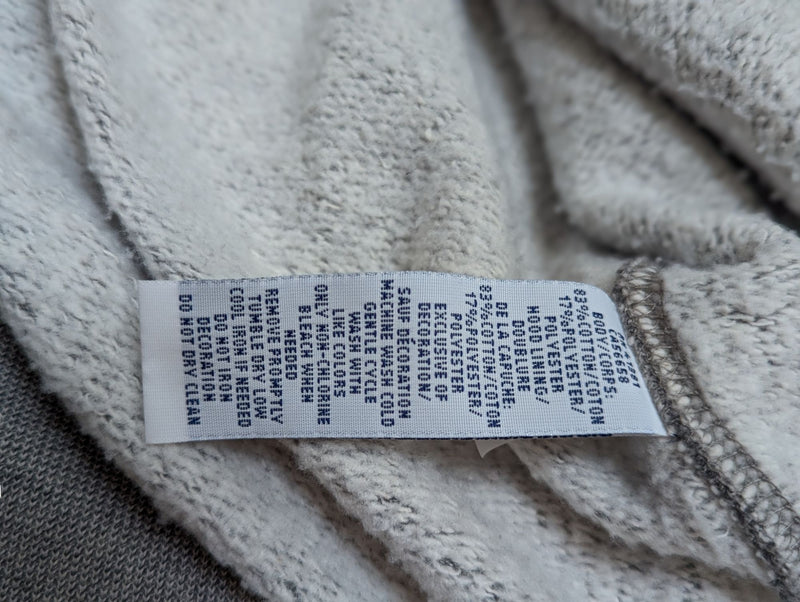 CA07658
BODY/CORPS:
83%COTTON/COTON
17%POLYESTER/
POLYESTER
HOOD LINING/
DOUBLURE
DE LA CAPUCHE:
83%COTTON/COTON
17%POLYESTER/
POLYESTER
EXCLUSIVE OF
DECORATION/
SAUF DÉCORATION
MACHINE WASH COLD
GENTLE CYCLE
WASH WITH
LIKE COLORS
BLEACH WHEN
NEEDED
ONLY NON-CHLORINE
REMOVE PROMPLY
TUMBLE DRY LOW
COOL IRON IF NEEDED
DO NOT IRON
DECORATION
DO NOT DRY CLEAN